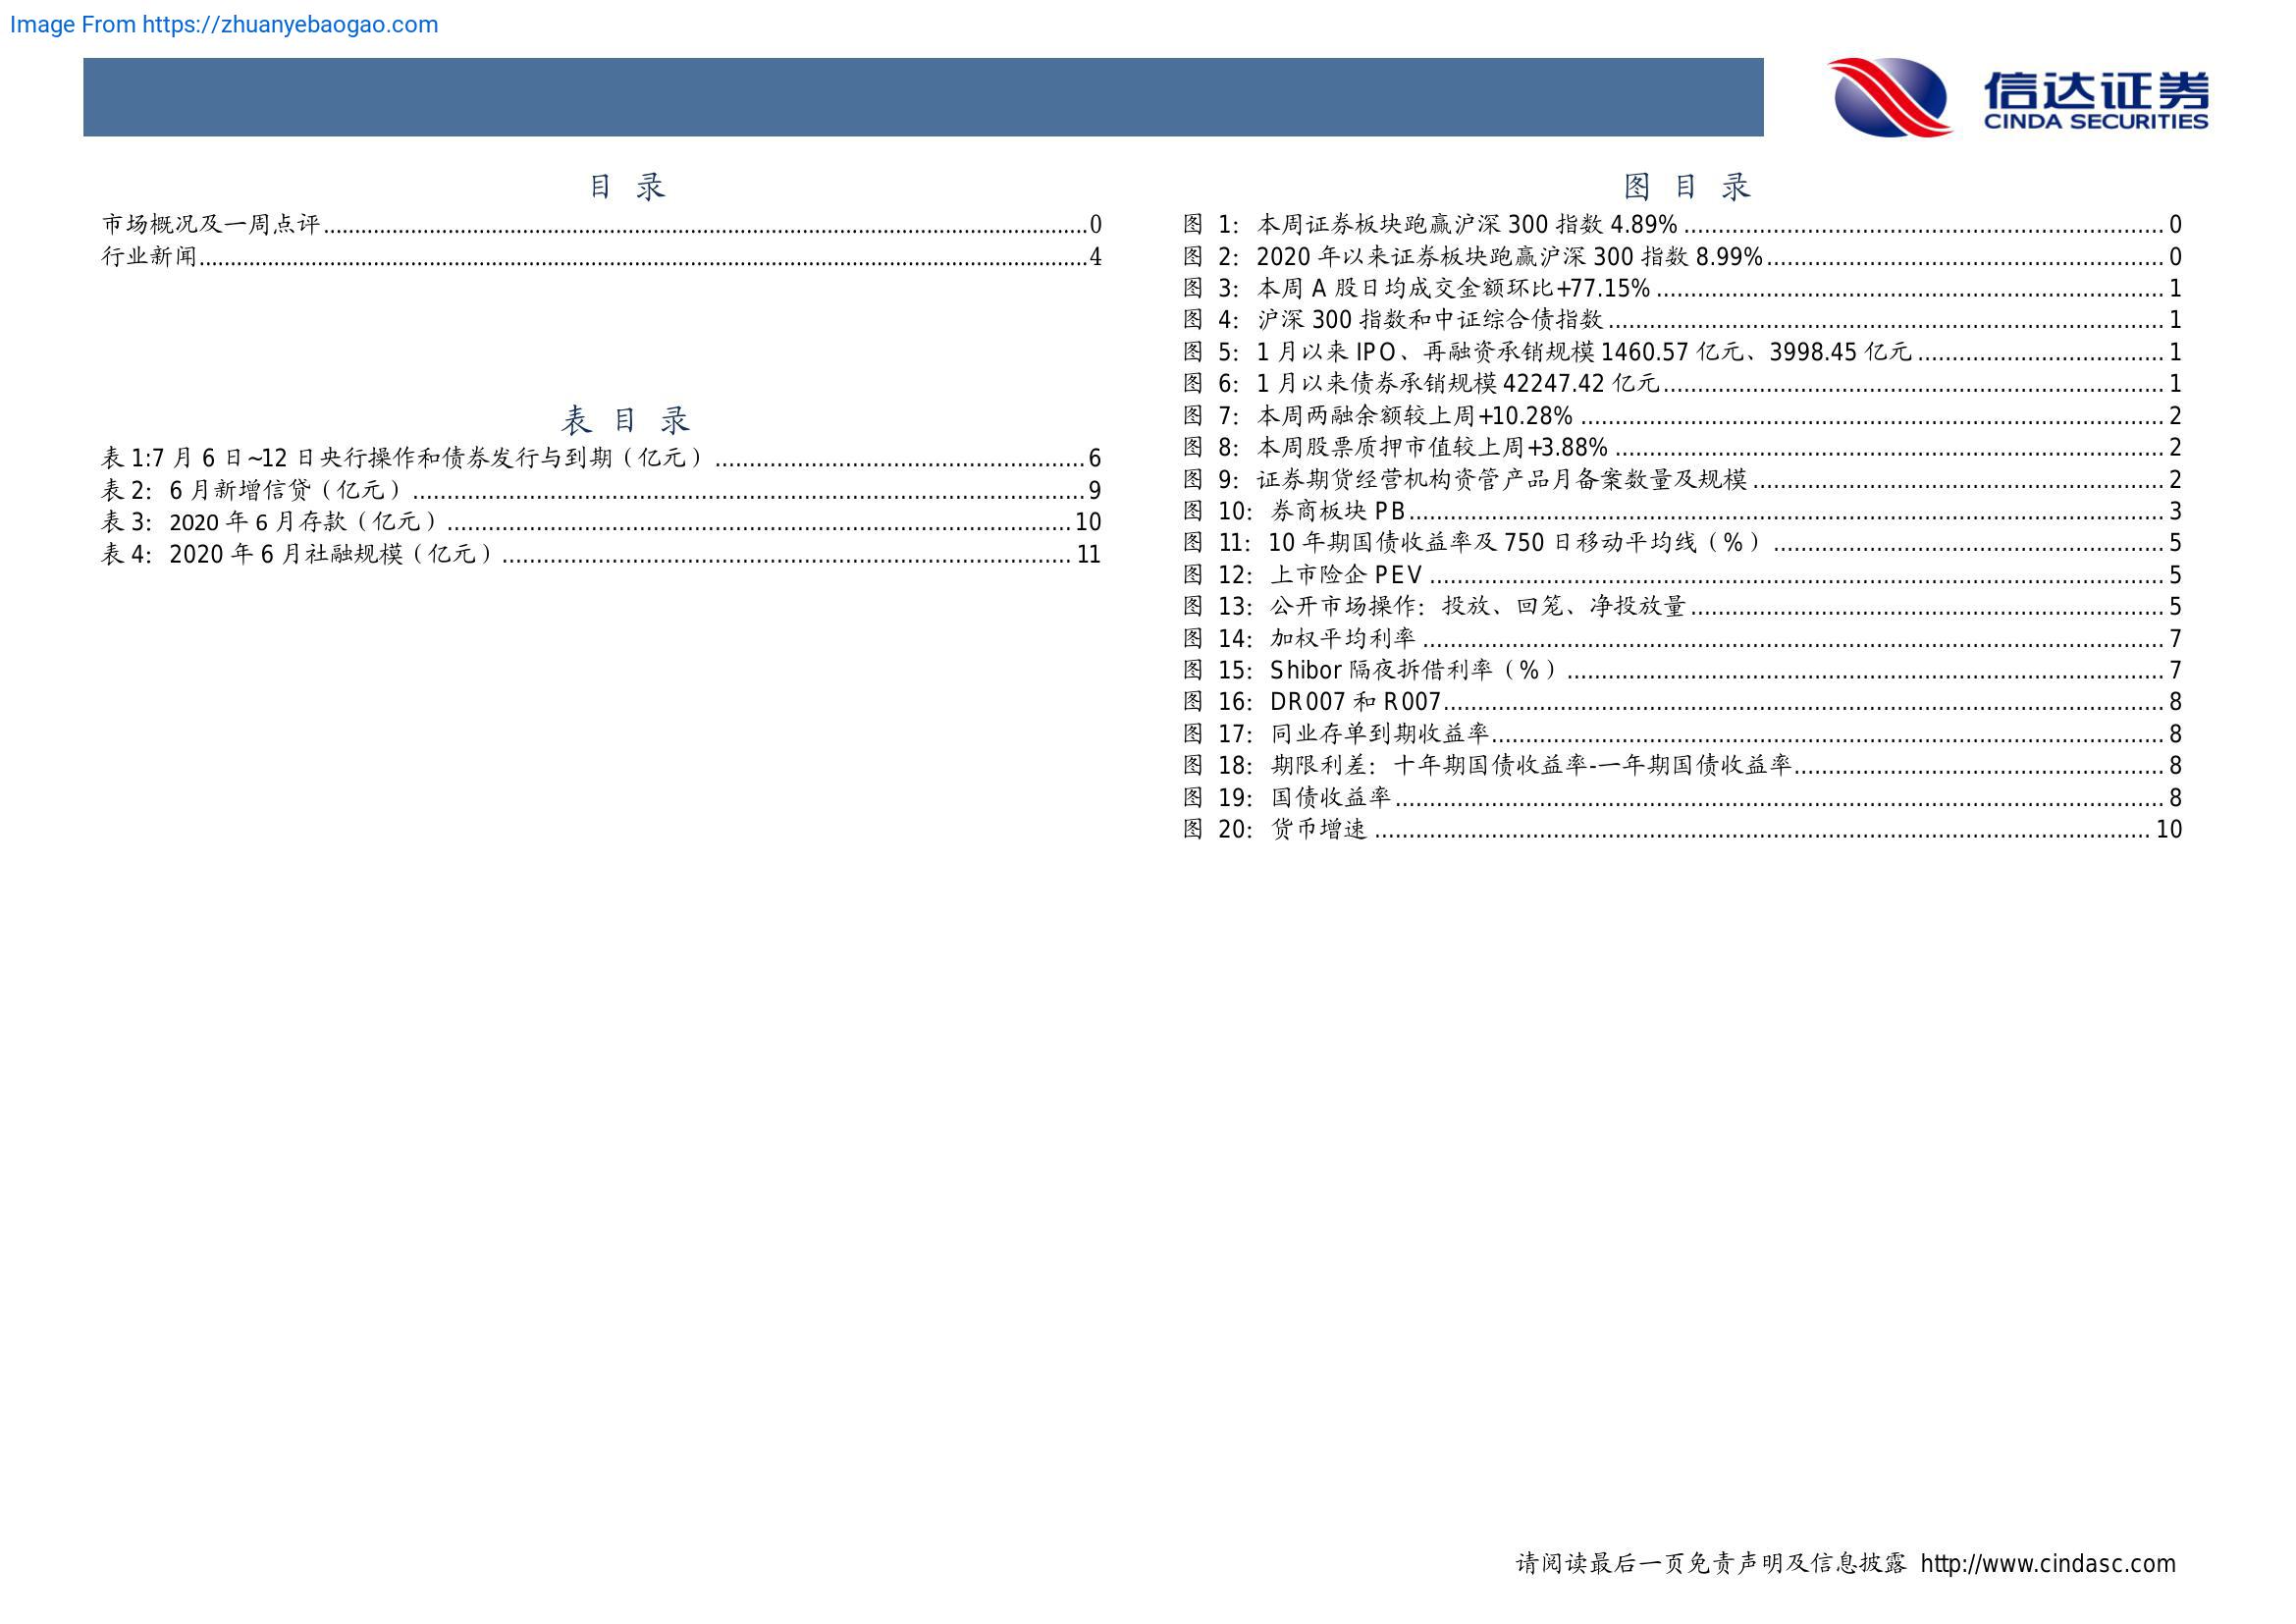 Image From https://zhuanyebaogao.com
信达证券
CINDA SECURITIES
目 录
市场概况及一周点评........................................0
行业新闻........................................4
表 目 录
表 1:7 月 6 日~12 日央行操作和债券发行与到期（亿元）........................................6
表 2：6 月新增信贷（亿元）........................................9
表 3：2020 年 6 月存款（亿元）........................................10
表 4：2020 年 6 月社融规模（亿元）........................................11
图 目 录
图 1：本周证券板块跑赢沪深 300 指数 4.89%........................................0
图 2：2020 年以来证券板块跑赢沪深 300 指数 8.99%........................................0
图 3：本周 A 股日均成交金额环比+77.15%........................................1
图 4：沪深 300 指数和中证综合债指数........................................1
图 5：1 月以来 IPO、再融资承销规模 1460.57 亿元、3998.45 亿元........................................1
图 6：1 月以来债券承销规模 42247.42 亿元........................................1
图 7：本周两融余额较上周+10.28%........................................2
图 8：本周股票质押市值较上周+3.88%........................................2
图 9：证券期货经营机构资管产品月备案数量及规模........................................2
图 10：券商板块 PB........................................3
图 11：10 年期国债收益率及 750 日移动平均线（%）........................................5
图 12：上市险企 PEV........................................5
图 13：公开市场操作：投放、回笼、净投放量........................................5
图 14：加权平均利率........................................7
图 15：Shibor 隔夜拆借利率（%）........................................7
图 16：DR007 和 R007........................................8
图 17：同业存单到期收益率........................................8
图 18：期限利差：十年期国债收益率-一年期国债收益率........................................8
图 19：国债收益率........................................8
图 20：货币增速........................................10
请阅读最后一页免责声明及信息披露 http://www.cindasc.com